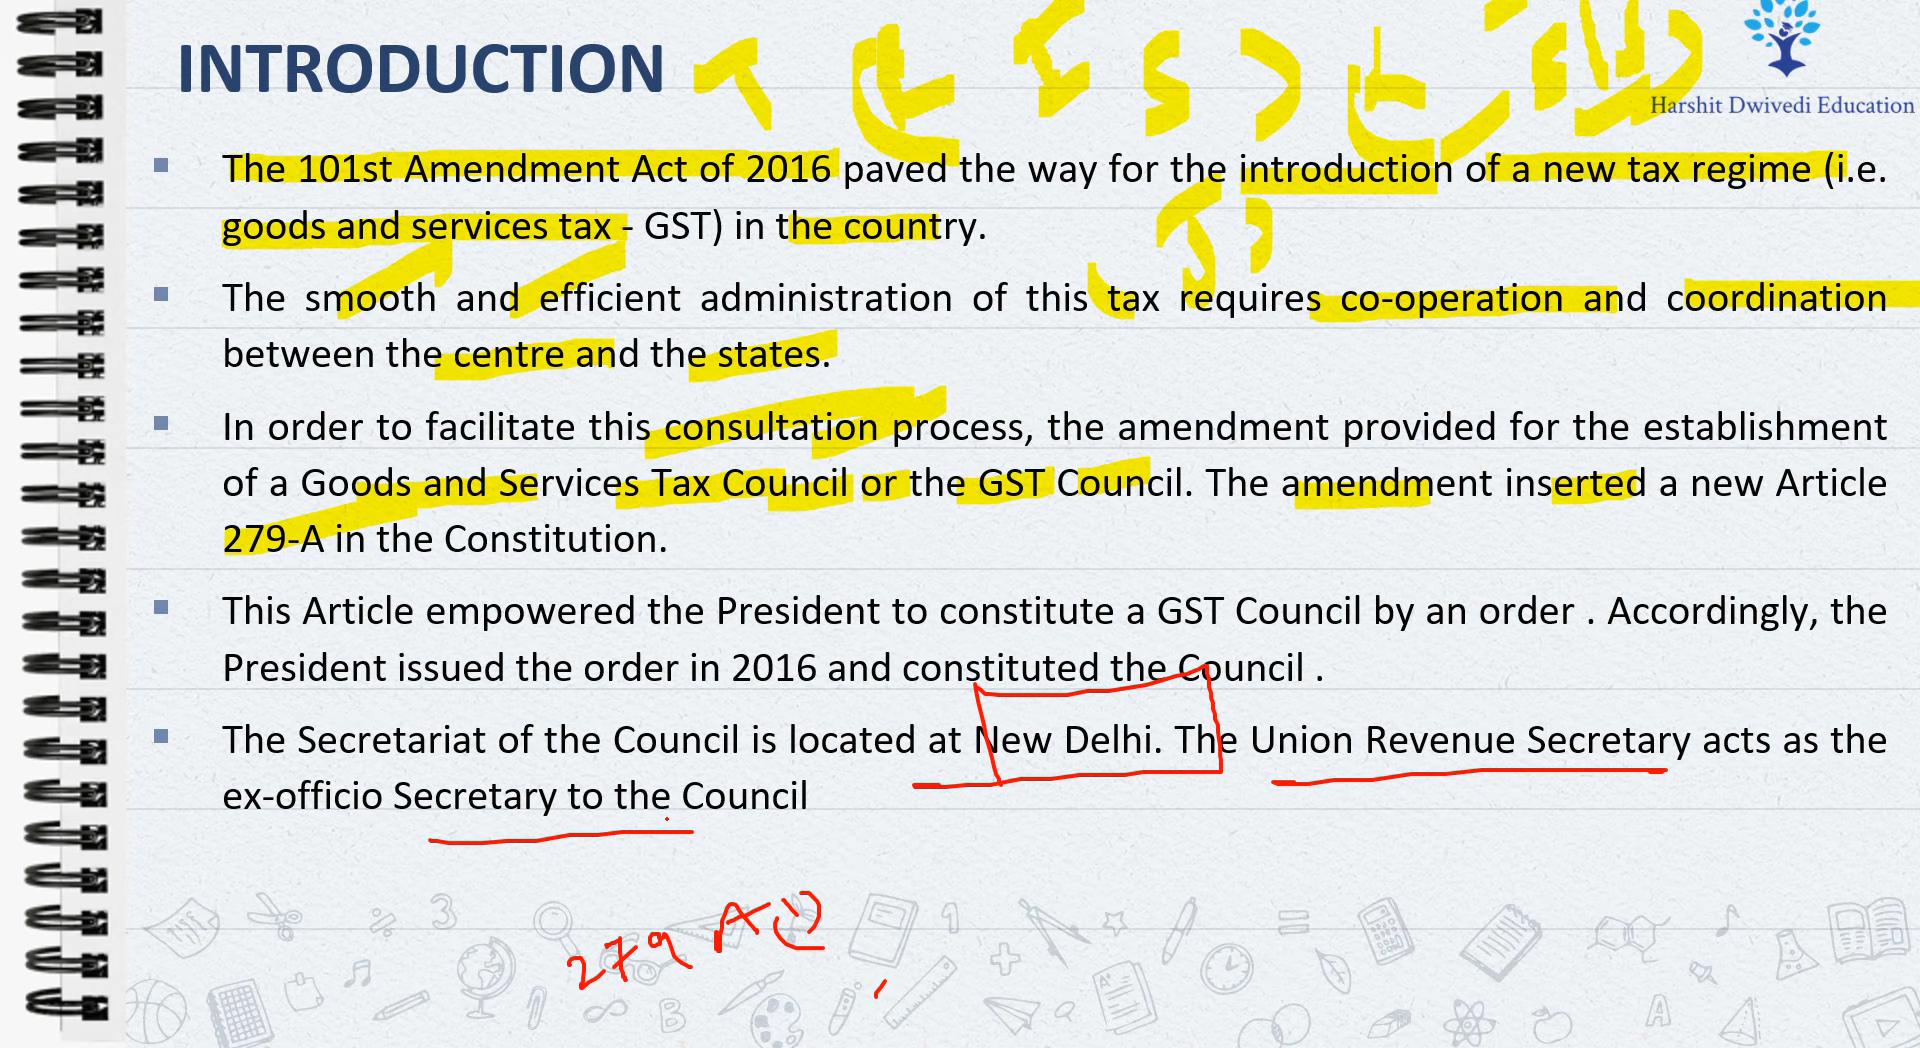 INTRODUCTION
Harshit Dwivedi Education
▪ The 101st Amendment Act of 2016 paved the way for the introduction of a new tax regime (i.e.
goods and services tax - GST) in the country.
▪ The smooth and efficient administration of this tax requires co-operation and coordination
between the centre and the states.
▪ In order to facilitate this consultation process, the amendment provided for the establishment
of a Goods and Services Tax Council or the GST Council. The amendment inserted a new Article
279-A in the Constitution.
▪ This Article empowered the President to constitute a GST Council by an order . Accordingly, the
President issued the order in 2016 and constituted the Council .
▪ The Secretariat of the Council is located at New Delhi. The Union Revenue Secretary acts as the
ex-officio Secretary to the Council
279 A(1)